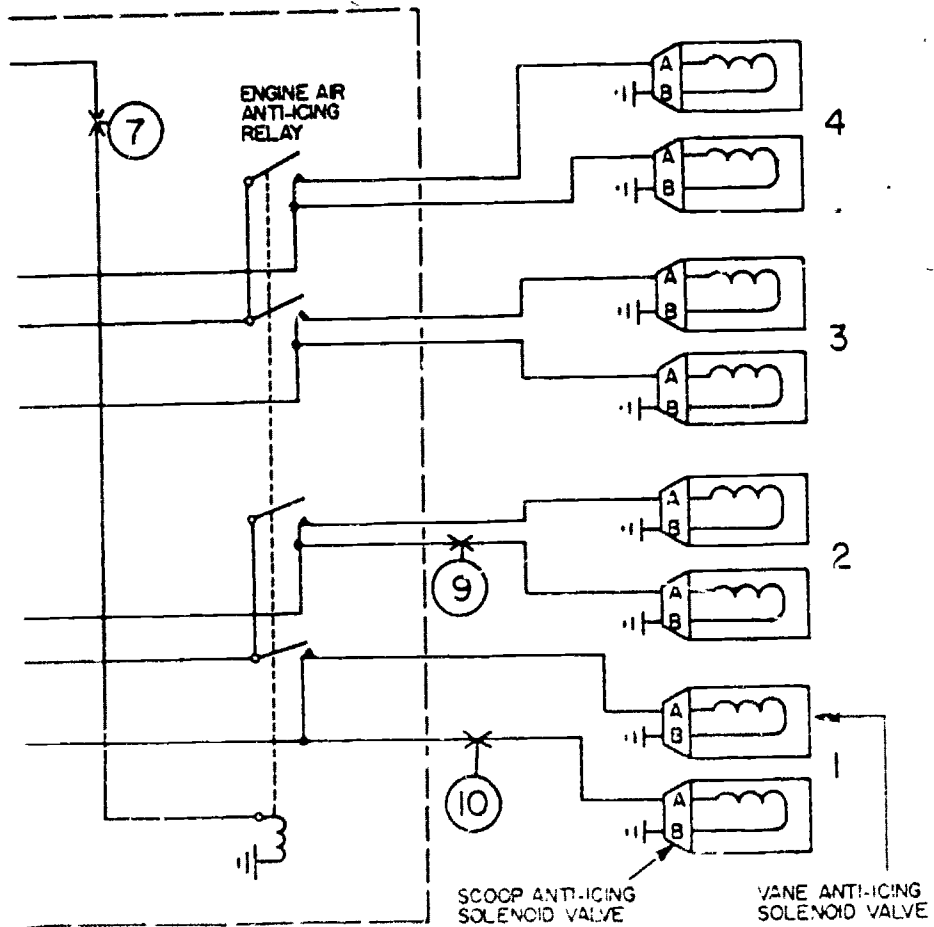 ENGINE AIR
ANTI-ICING
RELAY
7
A
B
4
A
B
A
B
3
A
B
A
B
2
9
A
B
A
B
1
10
A
B
SCOOP ANTI-ICING
SOLENOID VALVE
VANE ANTI-ICING
SOLENOID VALVE